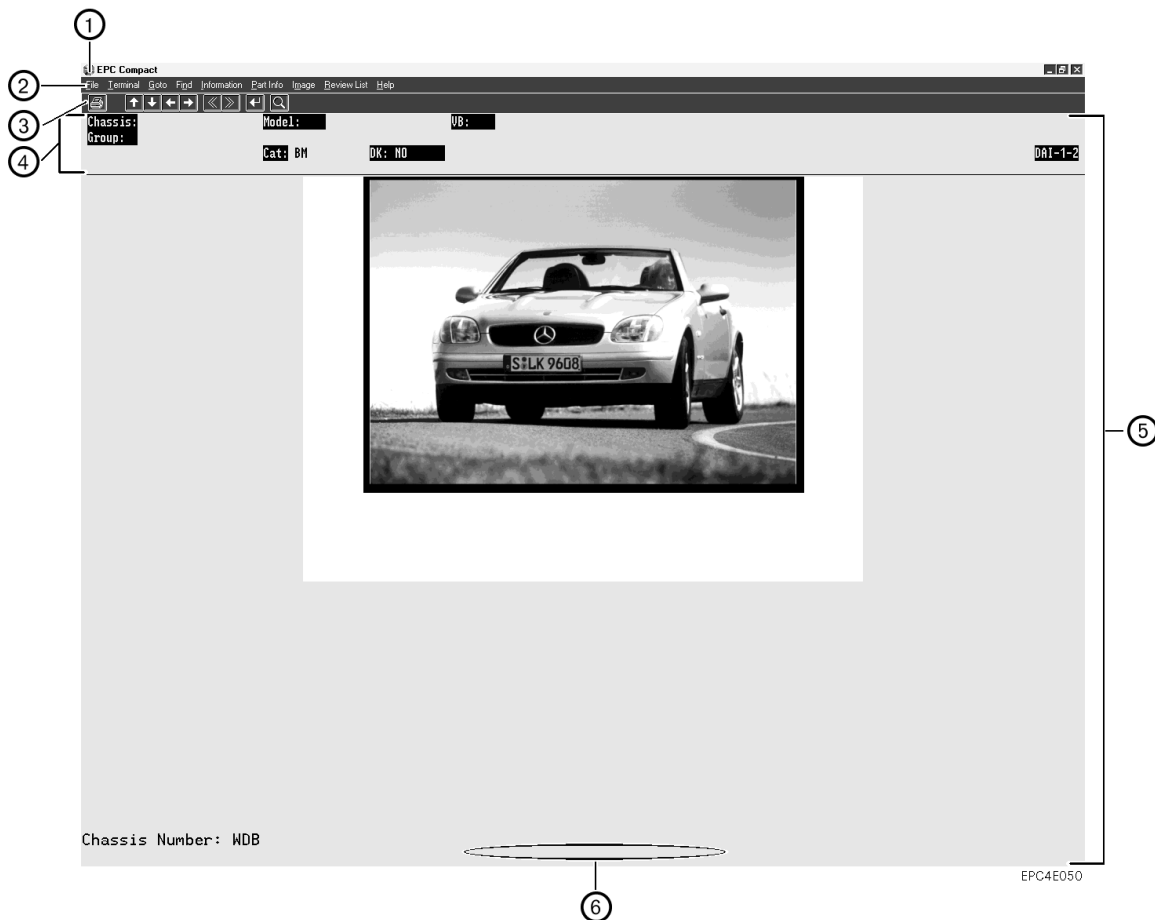 1
EPC Compact
2
File Terminal Goto Find Information Part Info Image Review List Help
3
Chassis: Model: VB:
Group:
4
Cat: BM DK: NO DAI-1-2
S LK 9608
5
Chassis Number: WDB
EPC4E050
6